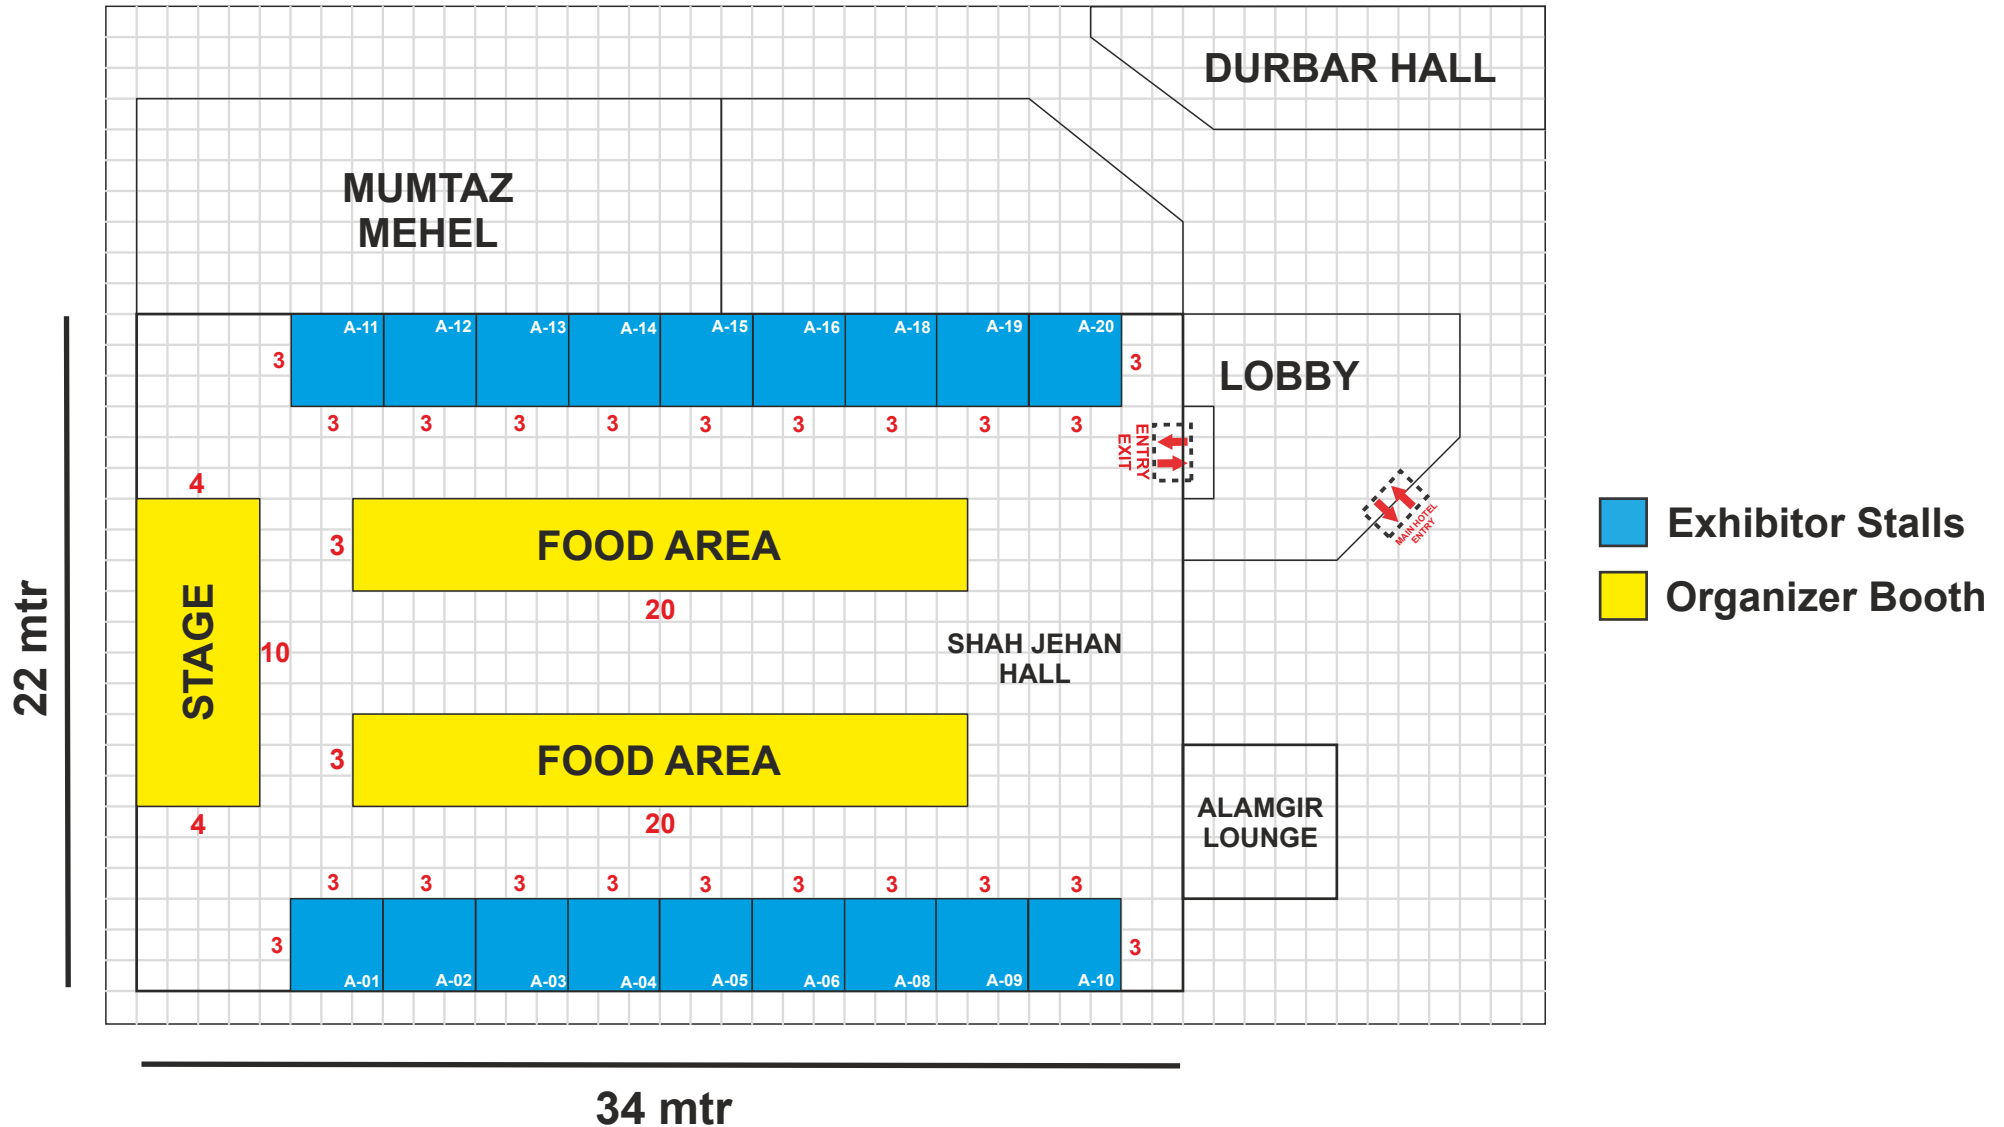 DURBAR HALL
MUMTAZ
MEHEL
A-11 A-12 A-13 A-14 A-15 A-16 A-18 A-19 A-20
3 3
LOBBY
3 3 3 3 3 3 3 3 3
ENTRY
EXIT
4
MAIN HOTEL
ENTRY
Exhibitor Stalls
3 FOOD AREA
20
Organizer Booth
22 mtr
STAGE
10
SHAH JEHAN
HALL
3 FOOD AREA
20
4
ALAMGIR
LOUNGE
3 3 3 3 3 3 3 3 3
3 3
A-01 A-02 A-03 A-04 A-05 A-06 A-08 A-09 A-10
34 mtr